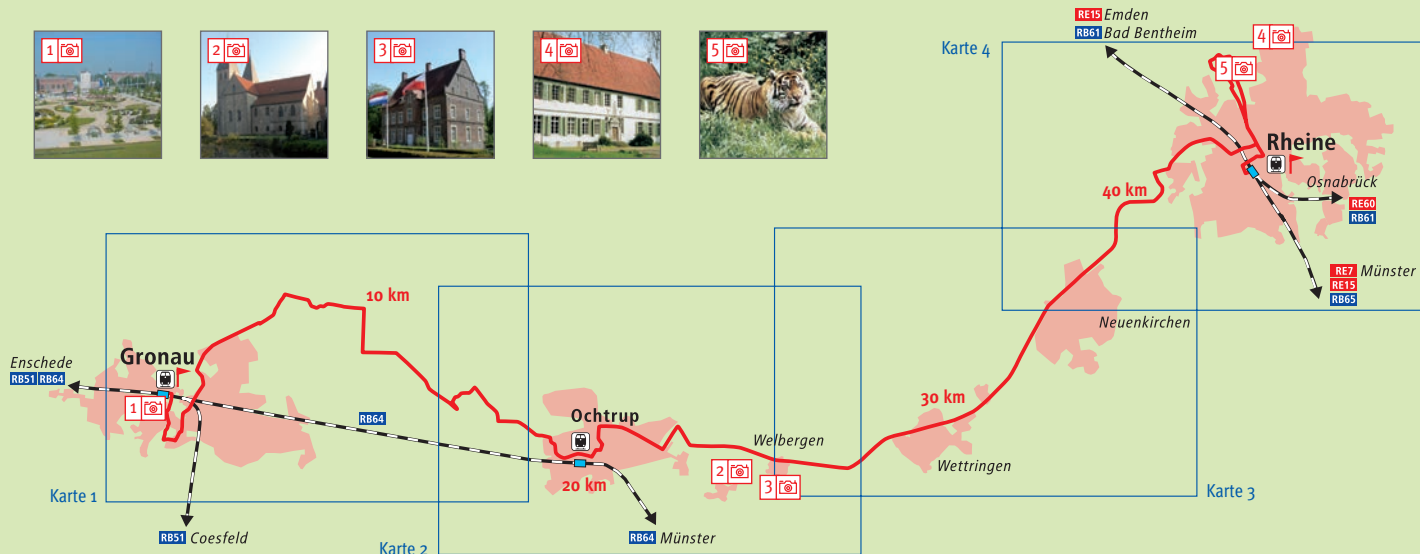 1
2
3
4
5
RE15 Emden
RB61 Bad Bentheim
Karte 4
4
5
Rheine
Osnabrück
RE60
RB61
40 km
RE7 Münster
RE15
RB65
10 km
Neuenkirchen
Gronau
Enschede
RB51 RB64
1
RB64
30 km
Ochtrup
Welbergen
2
Wettringen
3
20 km
Karte 1
Karte 3
RB51 Coesfeld
RB64 Münster
Karte 2